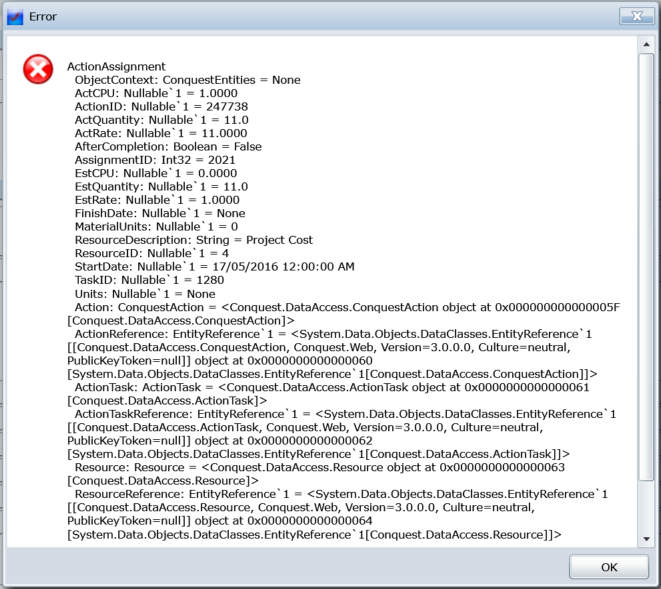 Error
ActionAssignment
ObjectContext: ConquestEntities = None
ActCPU: Nullable`1 = 1.0000
ActionID: Nullable`1 = 247738
ActQuantity: Nullable`1 = 11.0
ActRate: Nullable`1 = 11.0000
AfterCompletion: Boolean = False
AssignmentID: Int32 = 2021
EstCPU: Nullable`1 = 0.0000
EstQuantity: Nullable`1 = 11.0
EstRate: Nullable`1 = 1.0000
FinishDate: Nullable`1 = None
MaterialUnits: Nullable`1 = 0
ResourceDescription: String = Project Cost
ResourceID: Nullable`1 = 4
StartDate: Nullable`1 = 17/05/2016 12:00:00 AM
TaskID: Nullable`1 = 1280
Units: Nullable`1 = None
Action: ConquestAction = <Conquest.DataAccess.ConquestAction object at 0x000000000000005F
[Conquest.DataAccess.ConquestAction]>
ActionReference: EntityReference`1 = <System.Data.Objects.DataClasses.EntityReference`1
[[Conquest.DataAccess.ConquestAction, Conquest.Web, Version=3.0.0.0, Culture=neutral,
PublicKeyToken=null]] object at 0x0000000000000060
[System.Data.Objects.DataClasses.EntityReference`1[Conquest.DataAccess.ConquestAction]]>
ActionTask: ActionTask = <Conquest.DataAccess.ActionTask object at 0x0000000000000061
[Conquest.DataAccess.ActionTask]>
ActionTaskReference: EntityReference`1 = <System.Data.Objects.DataClasses.EntityReference`1
[[Conquest.DataAccess.ActionTask, Conquest.Web, Version=3.0.0.0, Culture=neutral,
PublicKeyToken=null]] object at 0x0000000000000062
[System.Data.Objects.DataClasses.EntityReference`1[Conquest.DataAccess.ActionTask]]>
Resource: Resource = <Conquest.DataAccess.Resource object at 0x0000000000000063
[Conquest.DataAccess.Resource]>
ResourceReference: EntityReference`1 = <System.Data.Objects.DataClasses.EntityReference`1
[[Conquest.DataAccess.Resource, Conquest.Web, Version=3.0.0.0, Culture=neutral,
PublicKeyToken=null]] object at 0x0000000000000064
[System.Data.Objects.DataClasses.EntityReference`1[Conquest.DataAccess.Resource]]>
OK